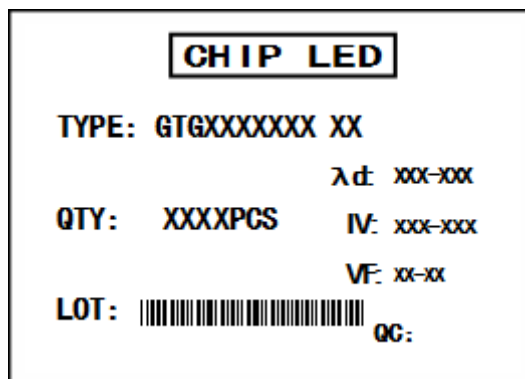 CHIP LED
TYPE: GTGXXXXXXX XX
λd: XXX-XXX
QTY: XXXXPCS
IV: XXX-XXX
VF: XX-XX
LOT:
QC: